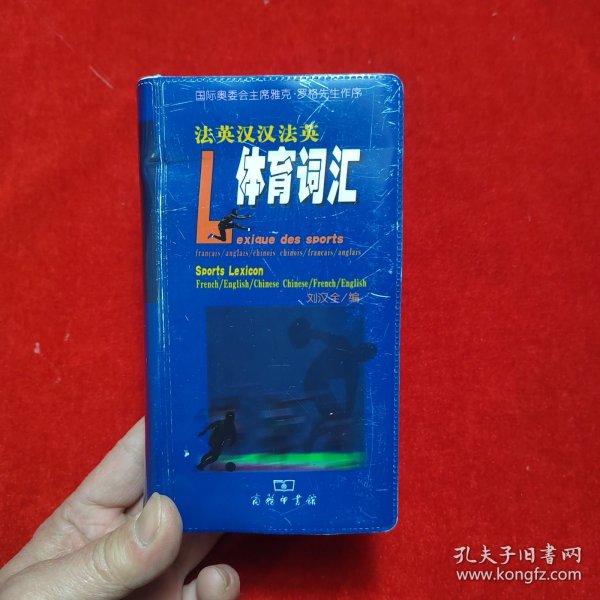 国际奥委会主席雅克·罗格先生作序
法英汉汉法英
体育词汇
Lexique des sports
français/anglais/chinois chinois/français/anglais
Sports Lexicon
French/English/Chinese Chinese/French/English
刘汉全/编
商务印书馆
孔夫子旧书网
www.kongfz.com